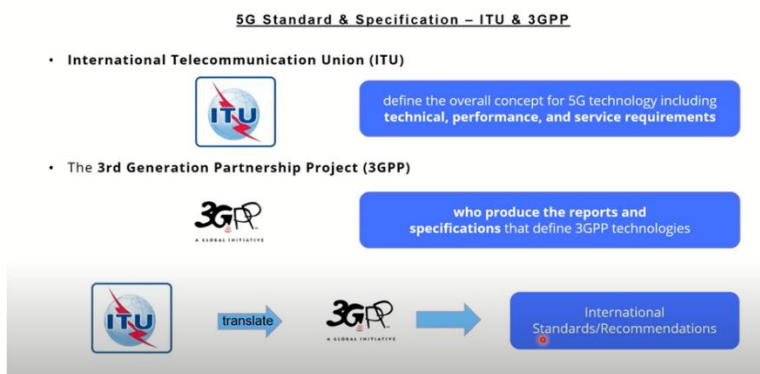 5G Standard & Specification – ITU & 3GPP
• International Telecommunication Union (ITU)
ITU
define the overall concept for 5G technology including
technical, performance, and service requirements
• The 3rd Generation Partnership Project (3GPP)
3GPP
A GLOBAL INITIATIVE
who produce the reports and
specifications that define 3GPP technologies
ITU
translate
3GPP
A GLOBAL INITIATIVE
International
Standards/Recommendations